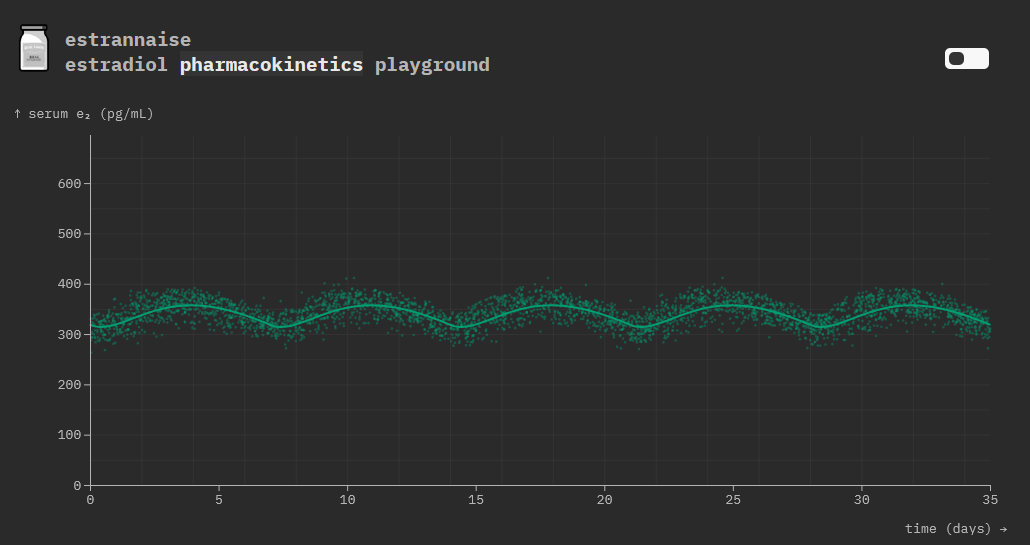 estrannaise
estradiol pharmacokinetics playground
↑ serum e₂ (pg/mL)
600
500
400
300
200
100
0
0 5 10 15 20 25 30 35
time (days) →